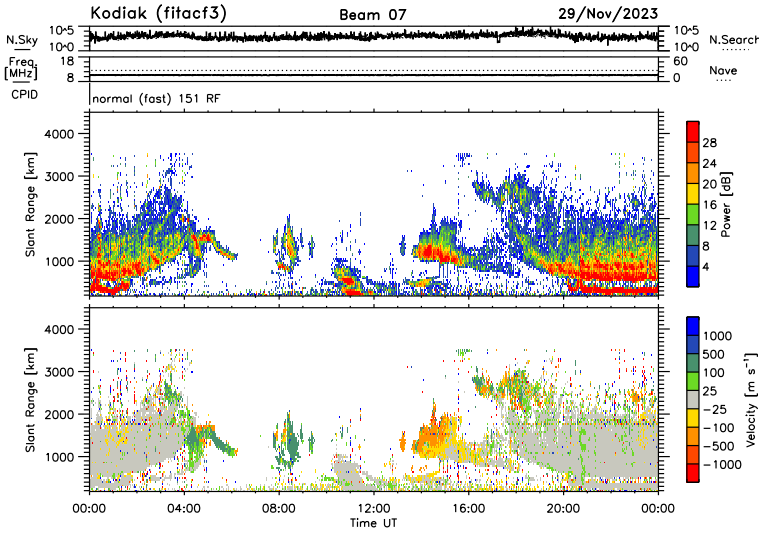 Kodiak (fitacf3) Beam 07 29/Nov/2023
N.Sky 10^5 10^0 10^5 10^0 N.Search
Freq. [MHz] 18 8 60 0 Nave
CPID normal (fast) 151 RF
Slant Range [km] 4000 3000 2000 1000
Power [dB] 28 24 20 16 12 8 4
Slant Range [km] 4000 3000 2000 1000
Velocity [m s^-1] 1000 500 100 25 -25 -100 -500 -1000
00:00 04:00 08:00 12:00 16:00 20:00 00:00
Time UT